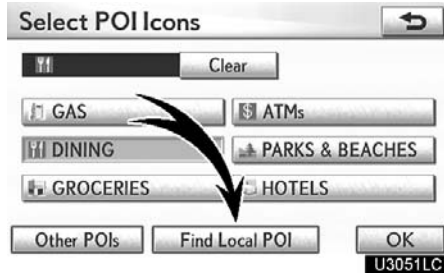 Select POI Icons
Clear
GAS
ATMs
DINING
PARKS & BEACHES
GROCERIES
HOTELS
Other POIs
Find Local POI
OK
U3051LC